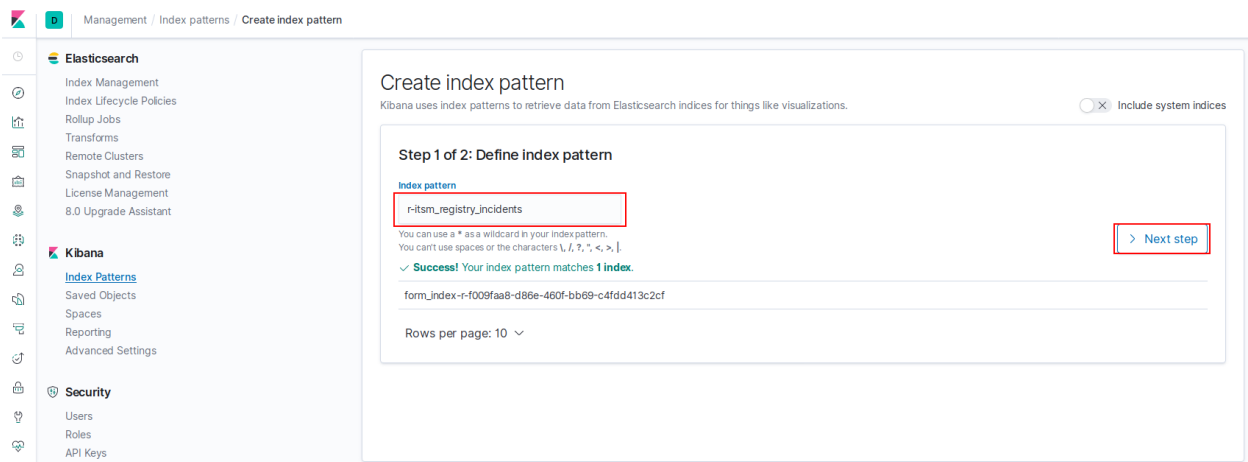 D Management / Index patterns / Create index pattern
Elasticsearch
Index Management
Index Lifecycle Policies
Rollup Jobs
Transforms
Remote Clusters
Snapshot and Restore
License Management
8.0 Upgrade Assistant
Kibana
Index Patterns
Saved Objects
Spaces
Reporting
Advanced Settings
Security
Users
Roles
API Keys
Create index pattern
Kibana uses index patterns to retrieve data from Elasticsearch indices for things like visualizations.
Include system indices
Step 1 of 2: Define index pattern
Index pattern
r-itsm_registry_incidents
You can use a * as a wildcard in your index pattern.
You can't use spaces or the characters \, /, ?, ", <, >, |.
Next step
Success! Your index pattern matches 1 index.
form_index-r-f009faa8-d86e-460f-bb69-c4fdd413c2cf
Rows per page: 10